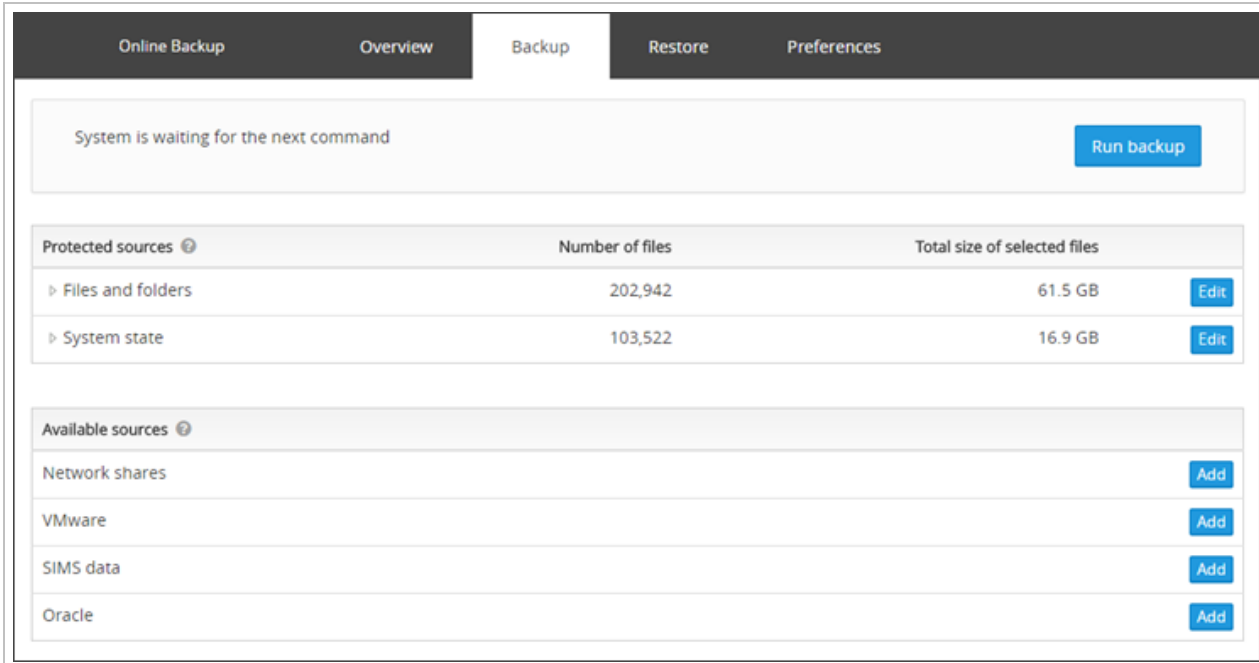 Online Backup Overview Backup Restore Preferences
System is waiting for the next command Run backup
Protected sources ? Number of files Total size of selected files
Files and folders 202,942 61.5 GB Edit
System state 103,522 16.9 GB Edit
Available sources ?
Network shares Add
VMware Add
SIMS data Add
Oracle Add